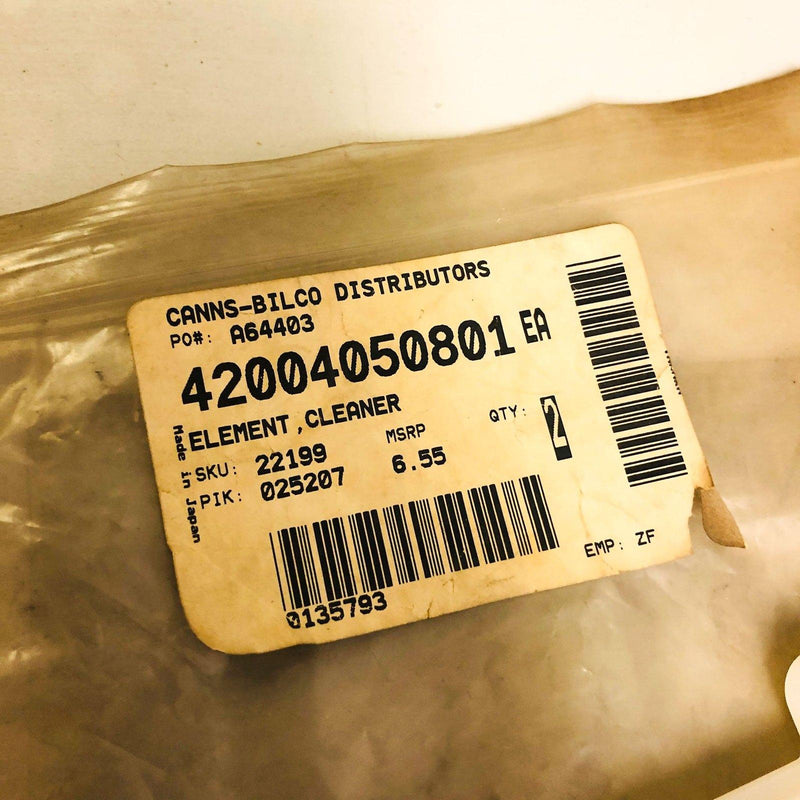 CANNS-BILCO DISTRIBUTORS
PO#: A64403
42004050801 EA
ELEMENT ,CLEANER
SKU: 22199
MSRP
QTY: 2
PIK: 025207
6.55
Made in Japan
0135793
EMP: ZF